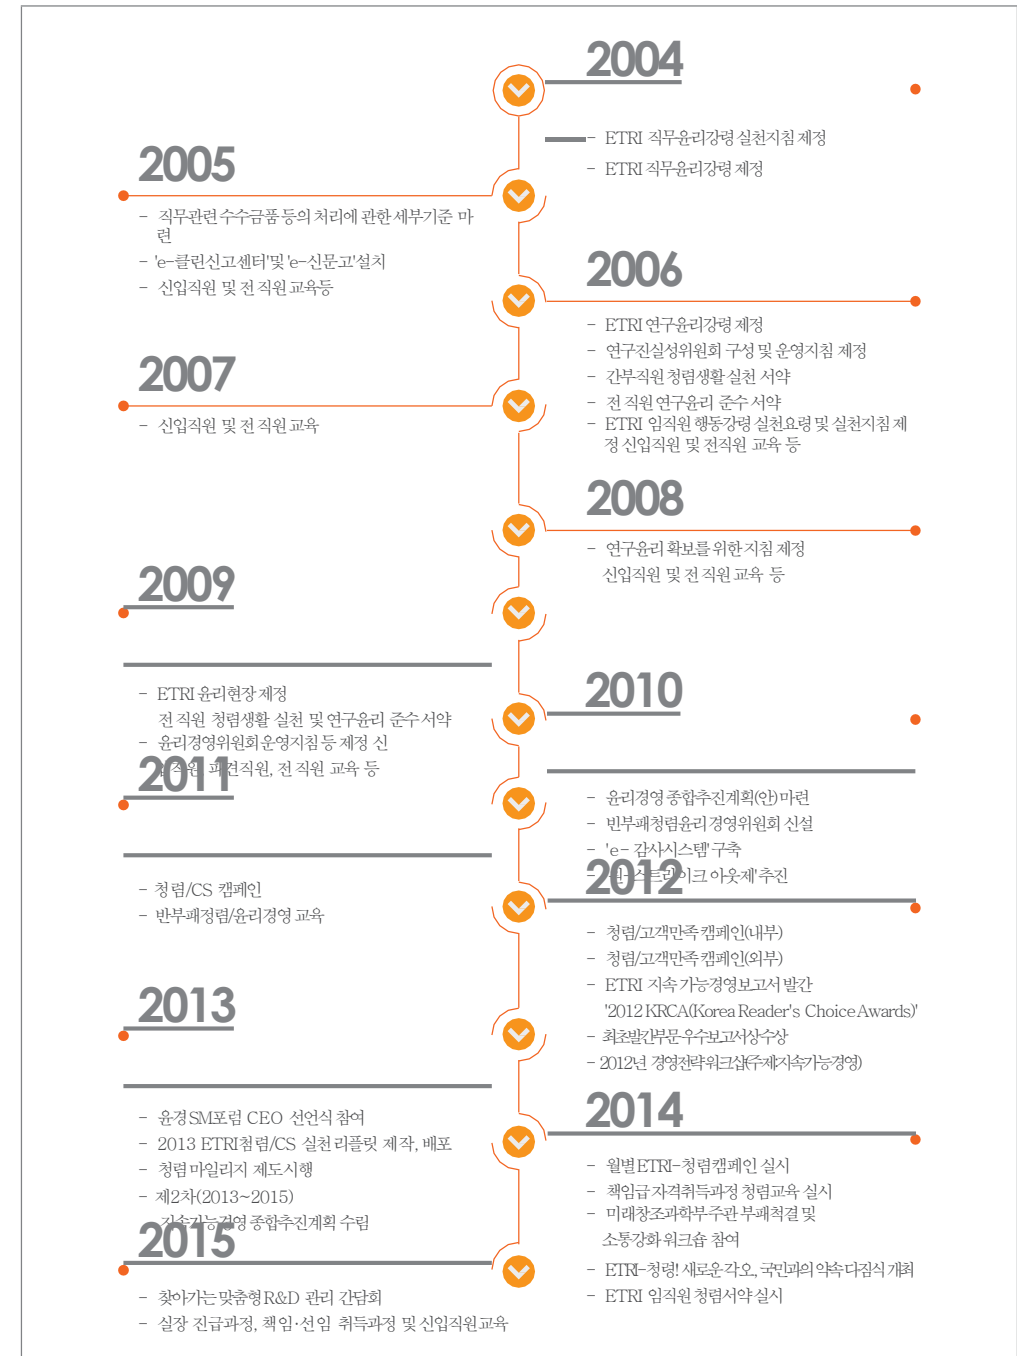 2004
- ETRI 직무윤리강령 실천지침 제정
- ETRI 직무윤리강령 제정
2005
- 직무관련 수수금품 등의 처리에 관한 세부기준 마
련
- 'e-클린신고센터'및 'e-신문고'설치
- 신입직원 및 전 직원 교육등
2006
- ETRI 연구윤리강령 제정
- 연구진실성위원회 구성 및 운영지침 제정
- 간부직원 청렴생활 실천 서약
- 전 직원 연구윤리 준수 서약
- ETRI 임직원 행동강령 실천요령 및 실천지침 제
정 신입직원 및 전직원 교육 등
2007
- 신입직원 및 전 직원 교육
2008
- 연구윤리 확보를 위한 지침 제정
신입직원 및 전 직원 교육 등
2009
- ETRI 윤리헌장 제정
전 직원 청렴생활 실천 및 연구윤리 준수 서약
- 윤리경영위원회 운영지침 등 제정 신
입직원, 파견직원, 전 직원 교육 등
2010
- 윤리경영 종합추진계획(안) 마련
- 반부패청렴윤리 경영위원회 신설
- 'e- 감사시스템' 구축
- 원-스트라이크 아웃제' 추진
2011
- 청렴/CS 캠페인
- 반부패정렴/윤리경영 교육
2012
- 청렴/고객만족 캠페인(내부)
- 청렴/고객만족 캠페인(외부)
- ETRI 지속 가능경영보고서 발간
'2012 KRCA(Korea Reader's Choice Awards)'
- 최초발간부문 우수보고서상 수상
- 2012년 경영전략 워크샵(주제:지속가능경영)
2013
- 윤경 SM포럼 CEO 선언식 참여
- 2013 ETRI청렴/CS 실천 리플릿 제작, 배포
- 청렴 마일리지 제도 시행
- 제2차(2013~2015)
지속가능경영 종합추진계획 수립
2014
- 월별 ETRI-청렴캠페인 실시
- 책임급 자격취득과정 청렴교육 실시
- 미래창조과학부 주관 부패척결 및
소통강화 워크숍 참여
- ETRI-청령! 새로운 각오, 국민과의 약속 다짐식 개최
- ETRI 임직원 청렴서약 실시
2015
- 찾아가는 맞춤형 R&D 관리 간담회
- 실장 진급과정, 책임·선임 취득과정 및 신입직원교육